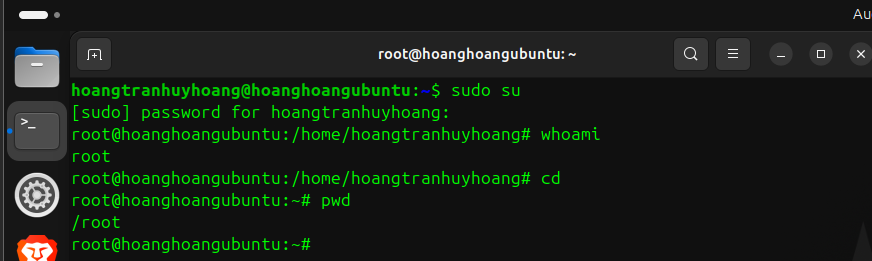 Au
root@hoanghoangubuntu: ~
hoangtranhuyhoang@hoanghoangubuntu:~$ sudo su
[sudo] password for hoangtranhuyhoang:
root@hoanghoangubuntu:/home/hoangtranhuyhoang# whoami
root
root@hoanghoangubuntu:/home/hoangtranhuyhoang# cd
root@hoanghoangubuntu:~# pwd
/root
root@hoanghoangubuntu:~#